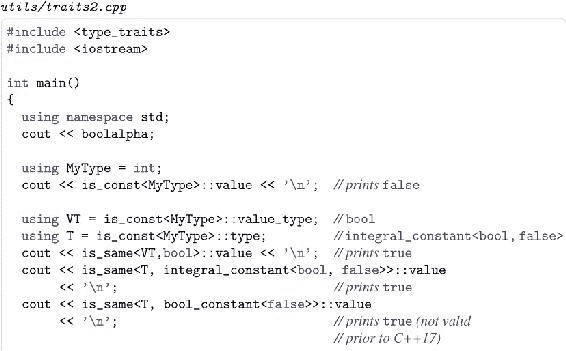 utils/traits2.cpp
#include <type_traits>
#include <iostream>
int main()
{
using namespace std;
cout << boolalpha;
using MyType = int;
cout << is_const<MyType>::value << '\n'; // prints false
using VT = is_const<MyType>::value_type; // bool
using T = is_const<MyType>::type; // integral_constant<bool,false>
cout << is_same<VT,bool>::value << '\n'; // prints true
cout << is_same<T, integral_constant<bool, false>>::value
<< '\n'; // prints true
cout << is_same<T, bool_constant<false>>::value
<< '\n'; // prints true (not valid
// prior to C++17)